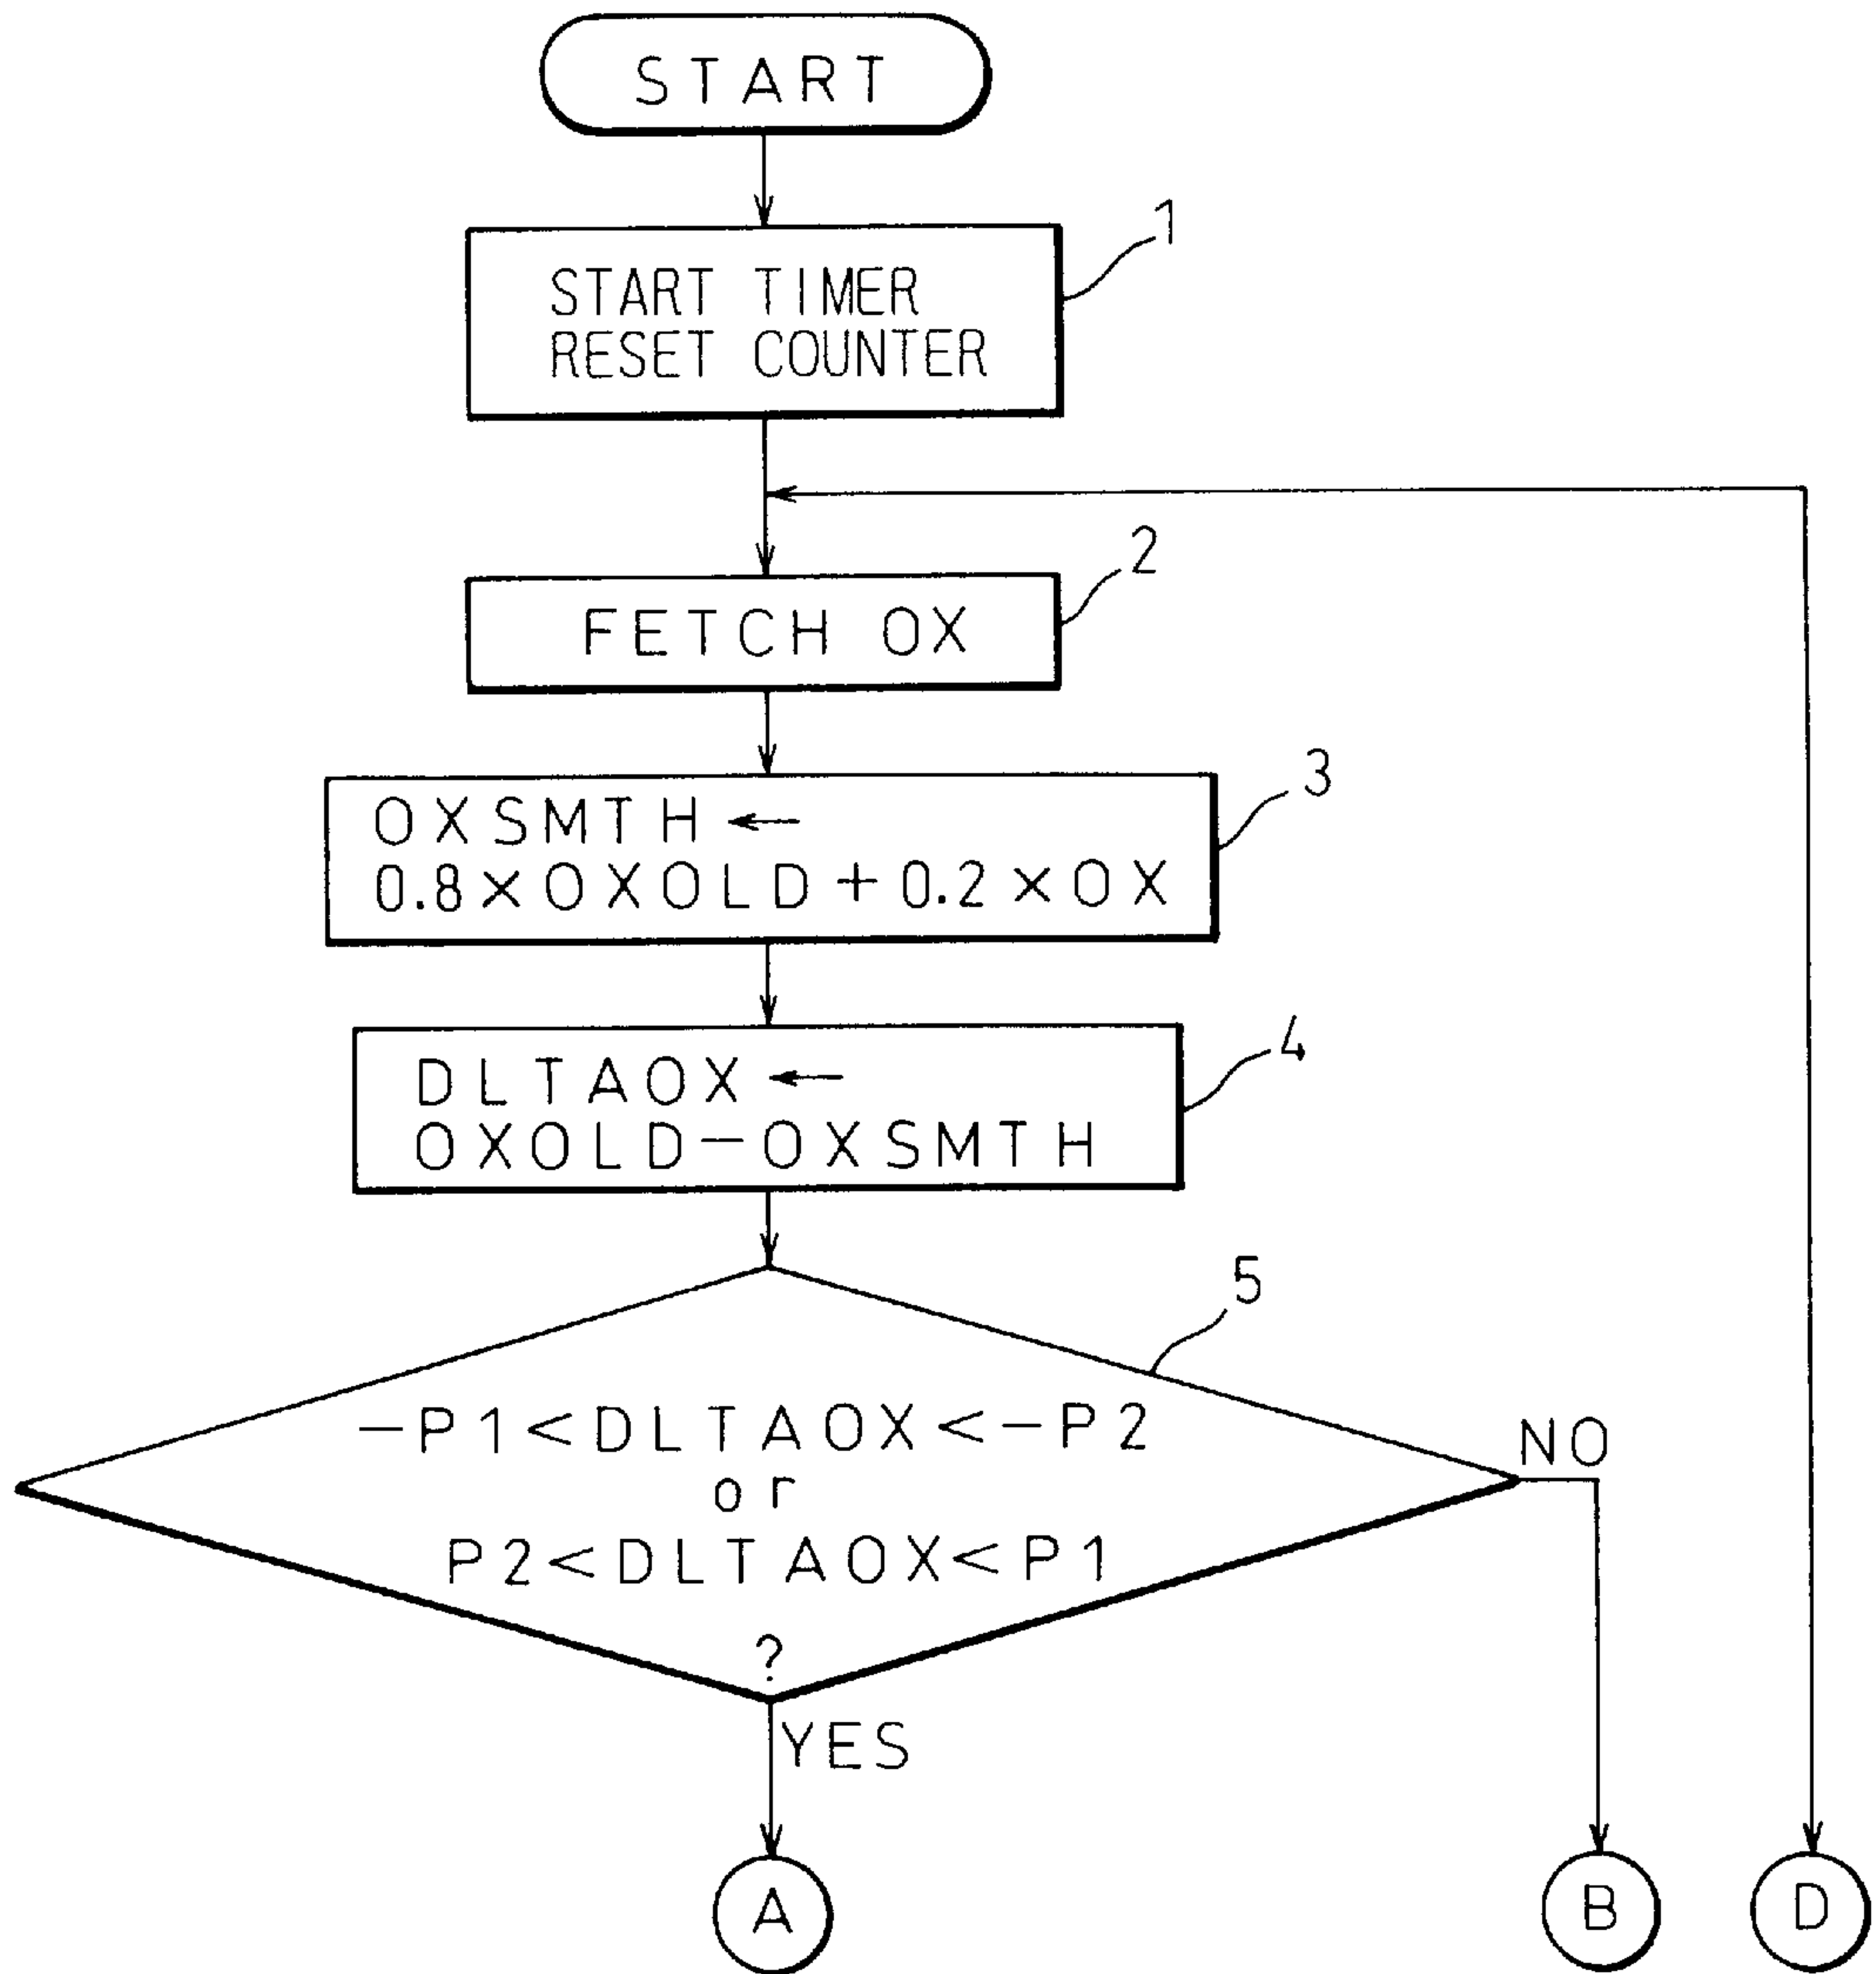 START
1
START TIMER
RESET COUNTER
2
FETCH OX
3
OXSMTH ←
0.8×OXOLD+0.2×OX
4
DLTAOX ←
OXOLD-OXSMTH
5
-P1<DLTAOX<-P2
or
P2<DLTAOX<P1
?
NO
YES
A
B
D